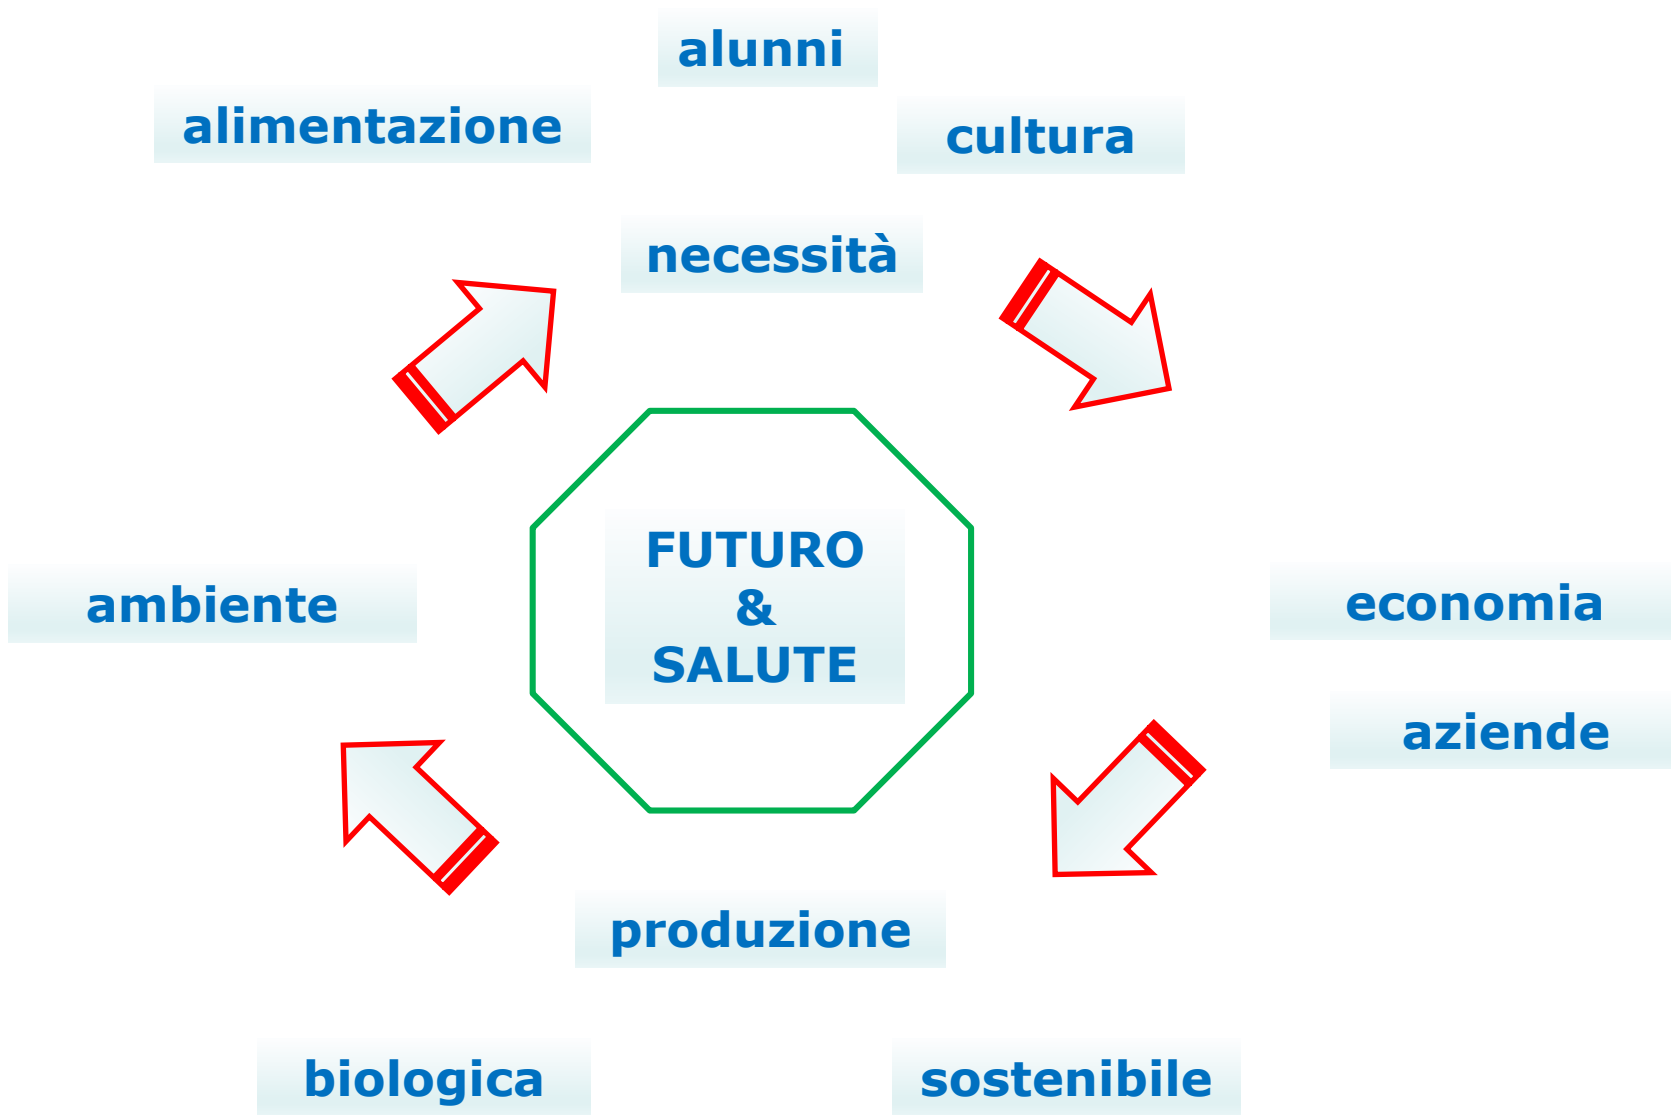 alunni
alimentazione
cultura
necessità
FUTURO
&
SALUTE
ambiente
economia
aziende
produzione
biologica
sostenibile